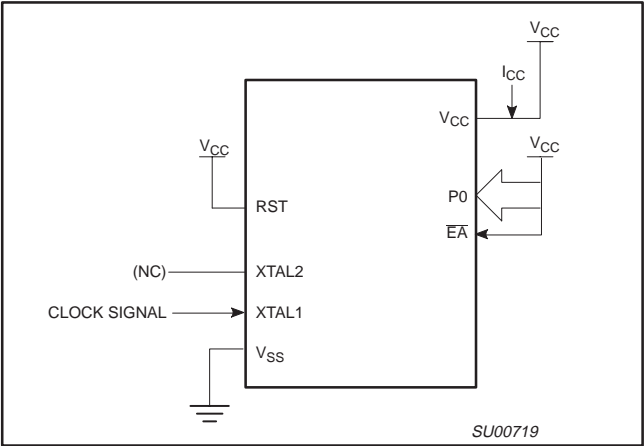 VCC
ICC
VCC
VCC
VCC
RST
P0
EA
(NC)
XTAL2
CLOCK SIGNAL
XTAL1
VSS
SU00719